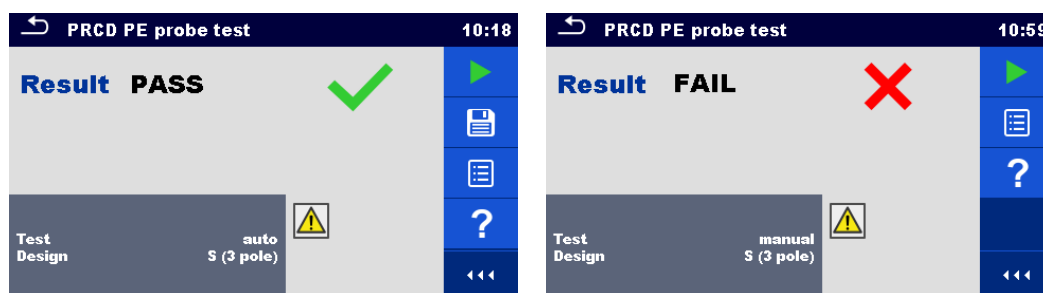 PRCD PE probe test 10:18
Result PASS
Test auto
Design S (3 pole)
?
PRCD PE probe test 10:59
Result FAIL
Test manual
Design S (3 pole)
?